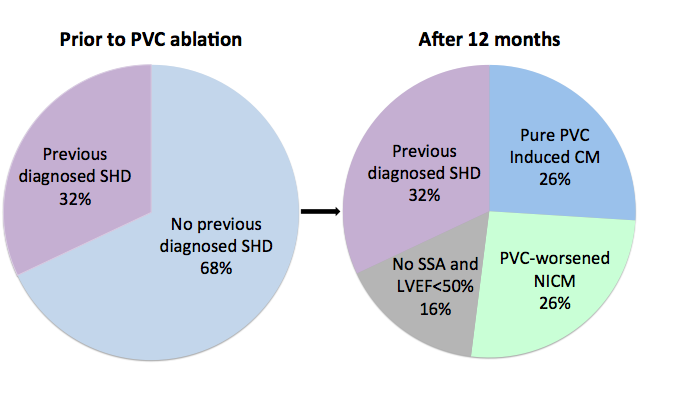 Prior to PVC ablation
Previous
diagnosed SHD
32%
No previous
diagnosed SHD
68%
After 12 months
Previous
diagnosed SHD
32%
Pure PVC
Induced CM
26%
No SSA and
LVEF<50%
16%
PVC-worsened
NICM
26%